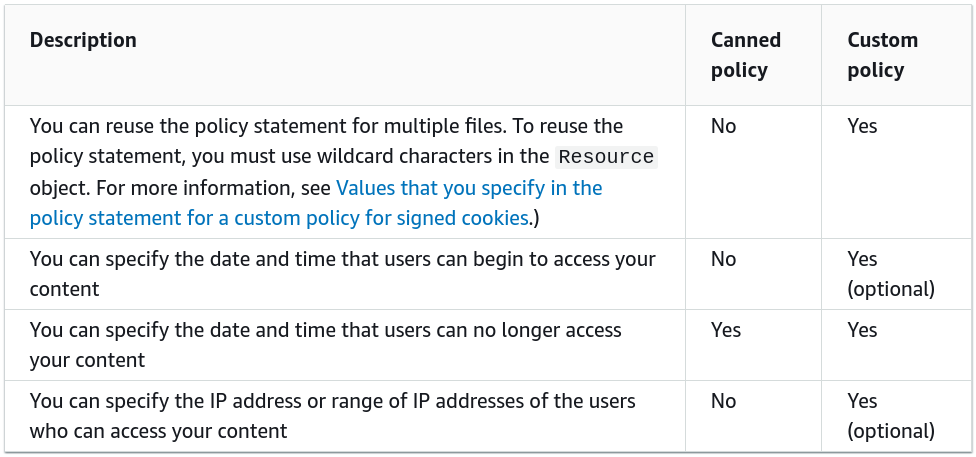 Description
Canned
policy
Custom
policy
You can reuse the policy statement for multiple files. To reuse the
policy statement, you must use wildcard characters in the Resource
object. For more information, see Values that you specify in the
policy statement for a custom policy for signed cookies.)
No
Yes
You can specify the date and time that users can begin to access your
content
No
Yes
(optional)
You can specify the date and time that users can no longer access
your content
Yes
Yes
You can specify the IP address or range of IP addresses of the users
who can access your content
No
Yes
(optional)